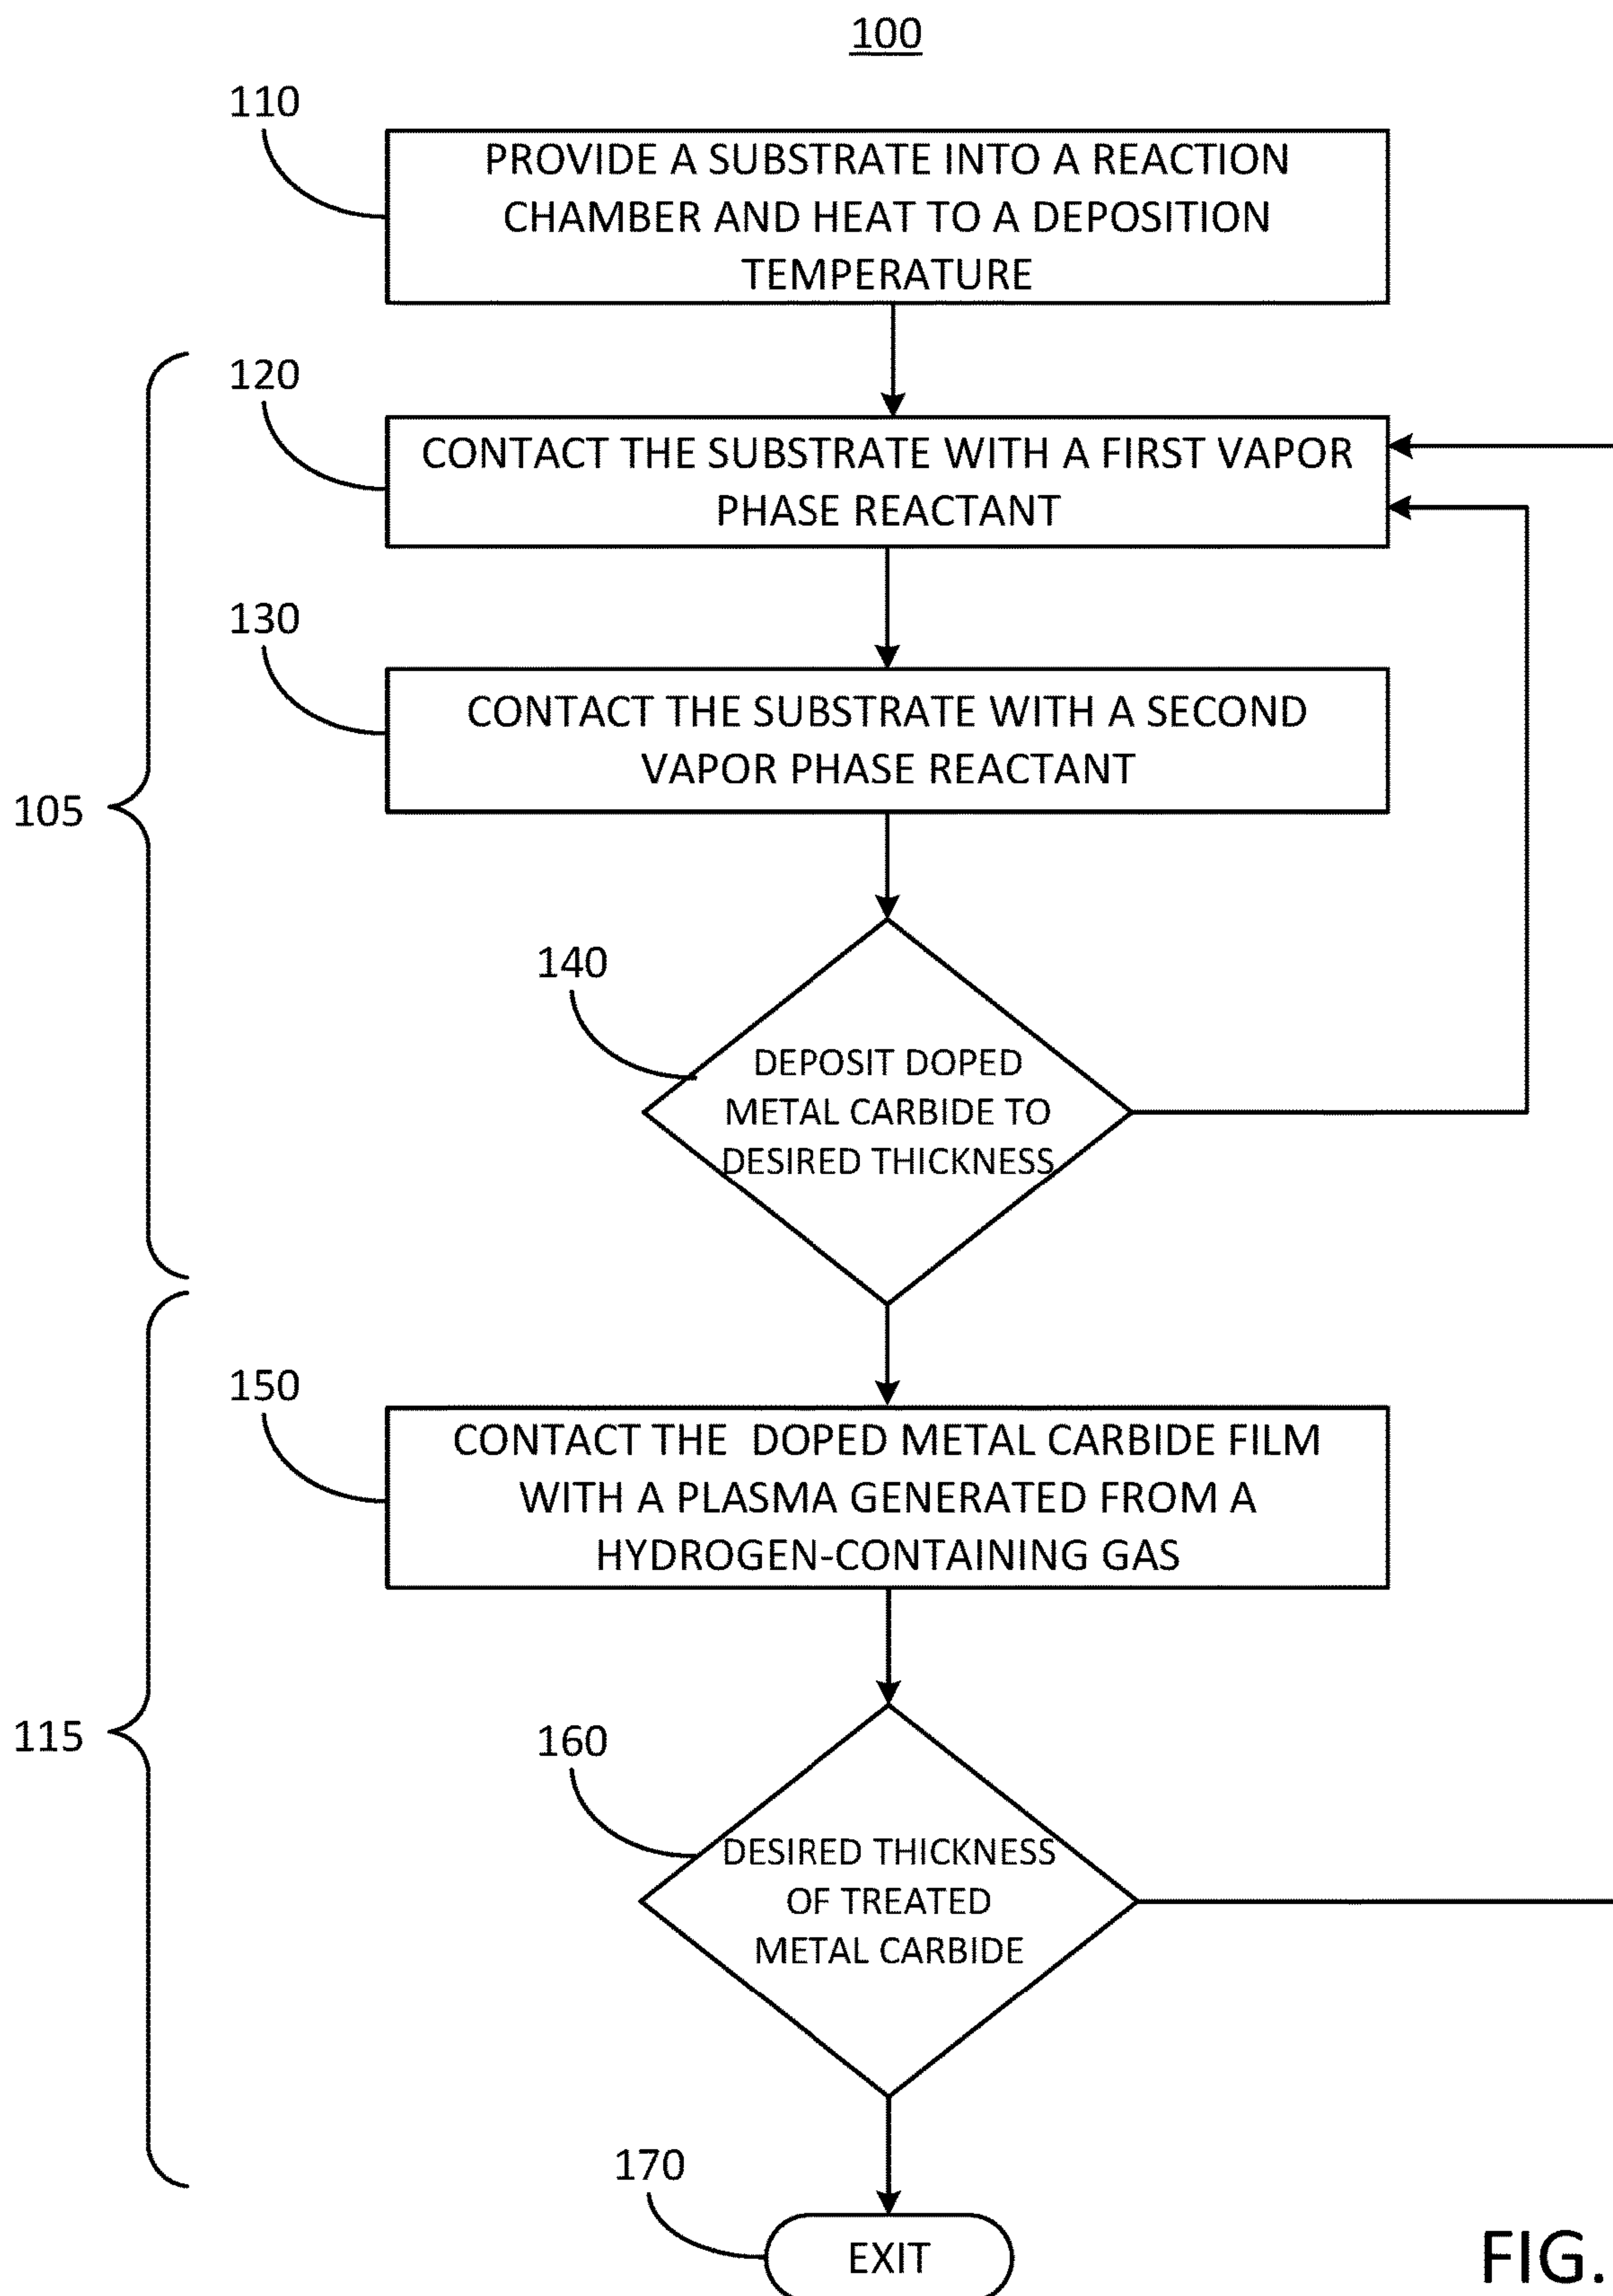 100
110
PROVIDE A SUBSTRATE INTO A REACTION
CHAMBER AND HEAT TO A DEPOSITION
TEMPERATURE
120
CONTACT THE SUBSTRATE WITH A FIRST VAPOR
PHASE REACTANT
130
CONTACT THE SUBSTRATE WITH A SECOND
VAPOR PHASE REACTANT
105
140
DEPOSIT DOPED
METAL CARBIDE TO
DESIRED THICKNESS
150
CONTACT THE DOPED METAL CARBIDE FILM
WITH A PLASMA GENERATED FROM A
HYDROGEN-CONTAINING GAS
115
160
DESIRED THICKNESS
OF TREATED
METAL CARBIDE
170
EXIT
FIG.